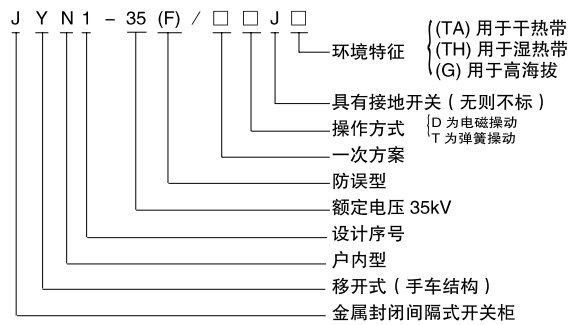 JYN1-35(F)/□□J□
环境特征
(TA) 用于干热带
(TH) 用于湿热带
(G) 用于高海拔
具有接地开关（无则不标）
操作方式
D 为电磁操动
T 为弹簧操动
一次方案
防误型
额定电压 35kV
设计序号
户内型
移开式（手车结构）
金属封闭间隔式开关柜